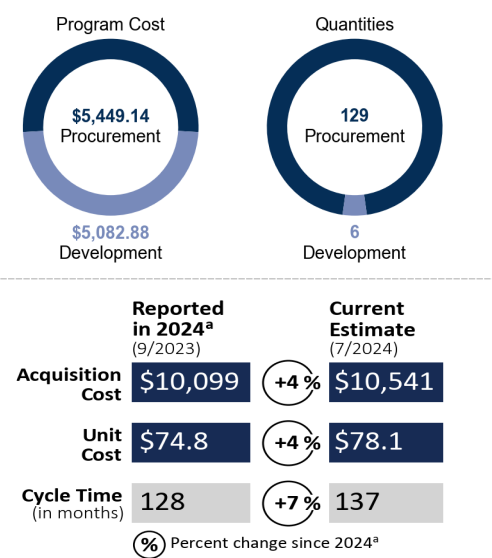 Program Cost
$5,449.14
Procurement
$5,082.88
Development
Quantities
129
Procurement
6
Development
Reported
in 2024ᵃ
(9/2023)
Current
Estimate
(7/2024)
Acquisition
Cost
$10,099
+4 %
$10,541
Unit
Cost
$74.8
+4 %
$78.1
Cycle Time
(in months)
128
+7 %
137
% Percent change since 2024ᵃ